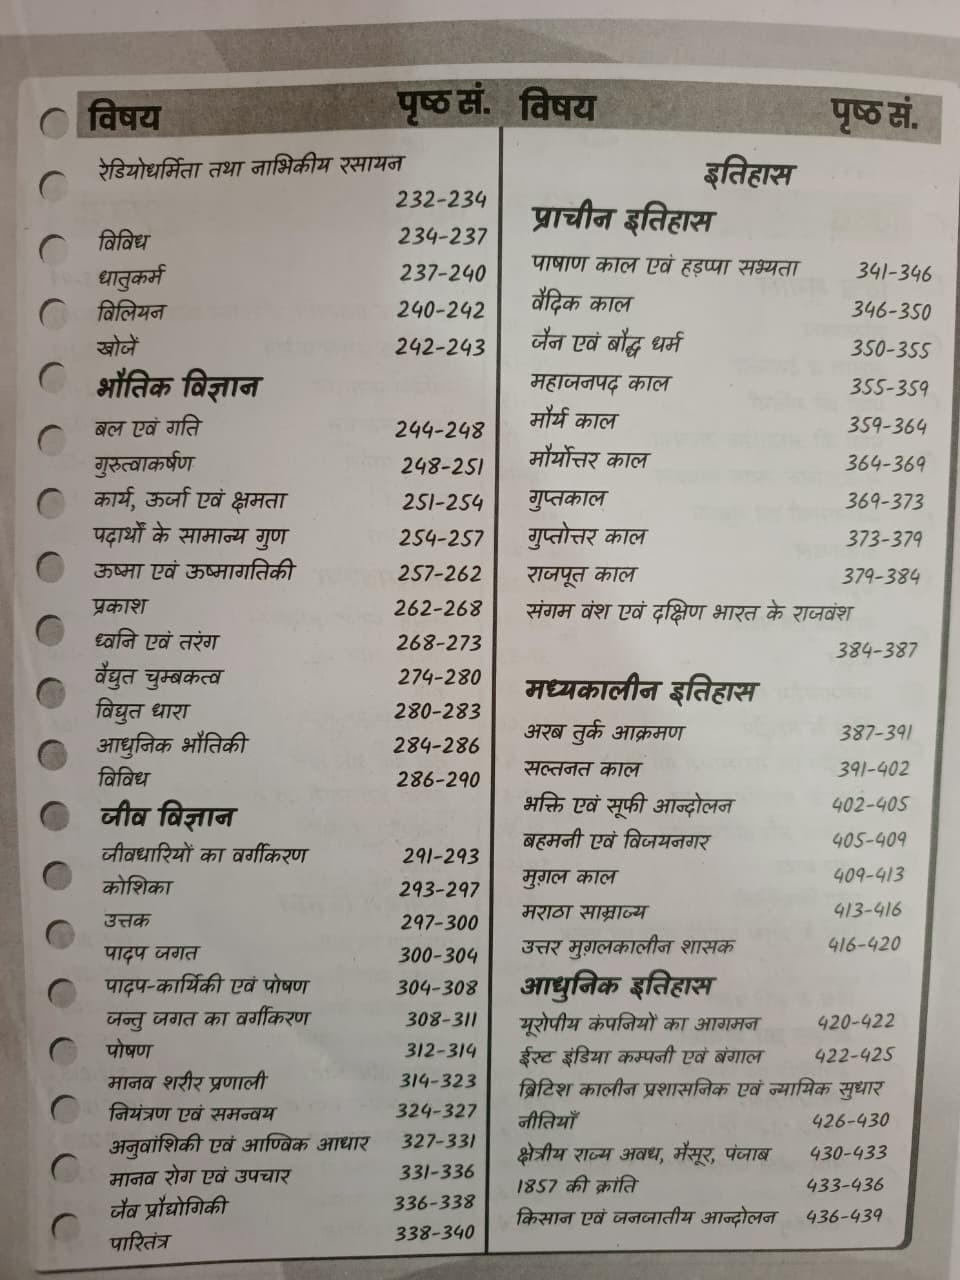 विषय पृष्ठ सं.
रेडियोधर्मिता तथा नाभिकीय रसायन
232-234
विविध 234-237
धातुकर्म 237-240
विलियन 240-242
खोजें 242-243
भौतिक विज्ञान
बल एवं गति 244-248
गुरुत्वाकर्षण 248-251
कार्य, ऊर्जा एवं क्षमता 251-254
पदार्थों के सामान्य गुण 254-257
ऊष्मा एवं ऊष्मागतिकी 257-262
प्रकाश 262-268
ध्वनि एवं तरंग 268-273
वैद्युत चुम्बकत्व 274-280
विद्युत धारा 280-283
आधुनिक भौतिकी 284-286
विविध 286-290
जीव विज्ञान
जीवधारियों का वर्गीकरण 291-293
कोशिका 293-297
उत्तक 297-300
पादप जगत 300-304
पादप-कार्यिकी एवं पोषण 304-308
जन्तु जगत का वर्गीकरण 308-311
पोषण 312-314
मानव शरीर प्रणाली 314-323
नियंत्रण एवं समन्वय 324-327
अनुवांशिकी एवं आण्विक आधार 327-331
मानव रोग एवं उपचार 331-336
जैव प्रौद्योगिकी 336-338
पारितंत्र 338-340
विषय पृष्ठ सं.
इतिहास
प्राचीन इतिहास
पाषाण काल एवं हड़प्पा सभ्यता 341-346
वैदिक काल 346-350
जैन एवं बौद्ध धर्म 350-355
महाजनपद काल 355-359
मौर्य काल 359-364
मौर्योत्तर काल 364-369
गुप्तकाल 369-373
गुप्तोत्तर काल 373-379
राजपूत काल 379-384
संगम वंश एवं दक्षिण भारत के राजवंश
384-387
मध्यकालीन इतिहास
अरब तुर्क आक्रमण 387-391
सल्तनत काल 391-402
भक्ति एवं सूफी आन्दोलन 402-405
बहमनी एवं विजयनगर 405-409
मुग़ल काल 409-413
मराठा साम्राज्य 413-416
उत्तर मुग़लकालीन शासक 416-420
आधुनिक इतिहास
यूरोपीय कंपनियों का आगमन 420-422
ईस्ट इंडिया कम्पनी एवं बंगाल 422-425
ब्रिटिश कालीन प्रशासनिक एवं न्यायिक सुधार
नीतियाँ 426-430
क्षेत्रीय राज्य अवध, मैसूर, पंजाब 430-433
1857 की क्रांति 433-436
किसान एवं जनजातीय आन्दोलन 436-439